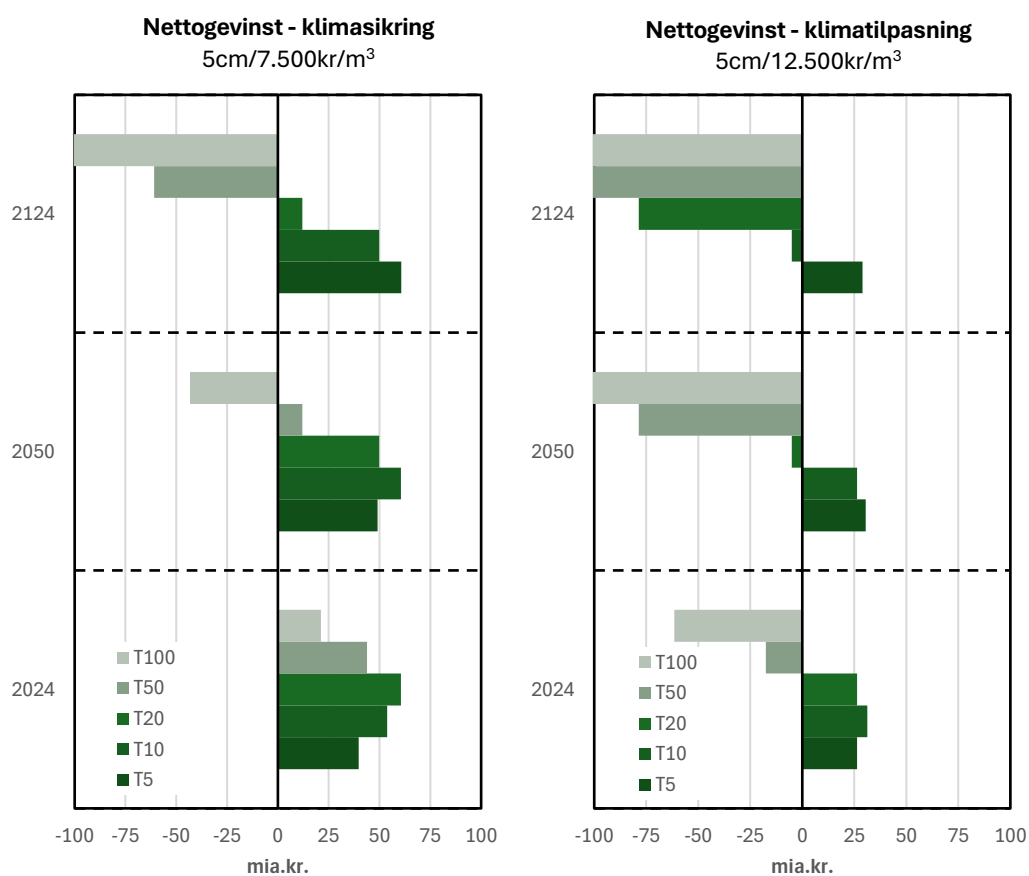 Nettogevinst - klimasikring
5cm/7.500kr/m³
2124
2050
2024
T100
T50
T20
T10
T5
-100 -75 -50 -25 0 25 50 75 100
mia.kr.
Nettogevinst - klimatilpasning
5cm/12.500kr/m³
2124
2050
2024
T100
T50
T20
T10
T5
-100 -75 -50 -25 0 25 50 75 100
mia.kr.